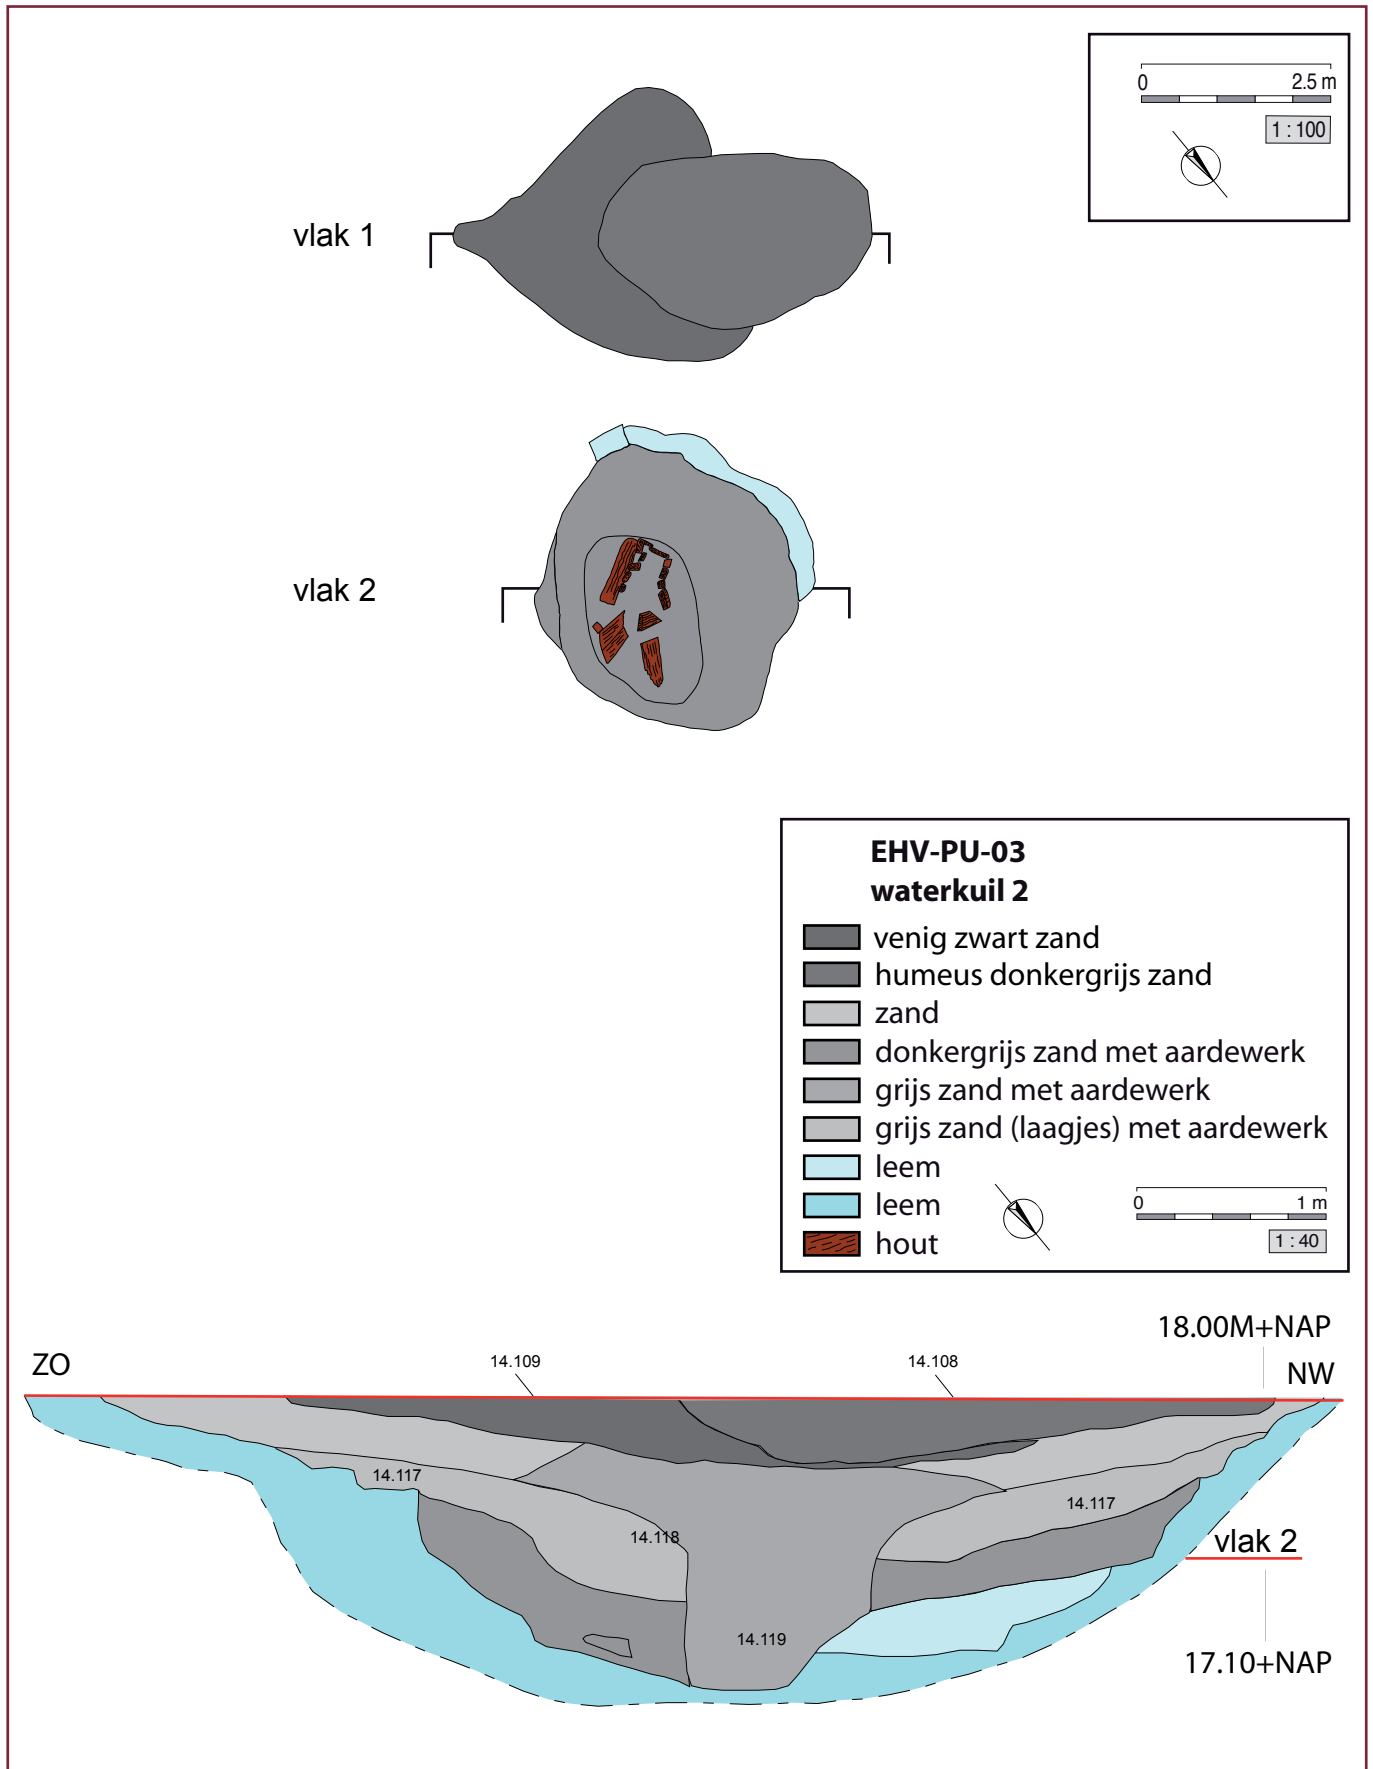 0 2.5 m
1 : 100
vlak 1
vlak 2
EHV-PU-03
waterkuil 2
venig zwart zand
humeus donkergrijs zand
zand
donkergrijs zand met aardewerk
grijs zand met aardewerk
grijs zand (laagjes) met aardewerk
leem
leem
hout
0 1 m
1 : 40
18.00M+NAP
ZO
14.109
14.108
NW
14.117
14.117
14.118
vlak 2
14.119
17.10+NAP